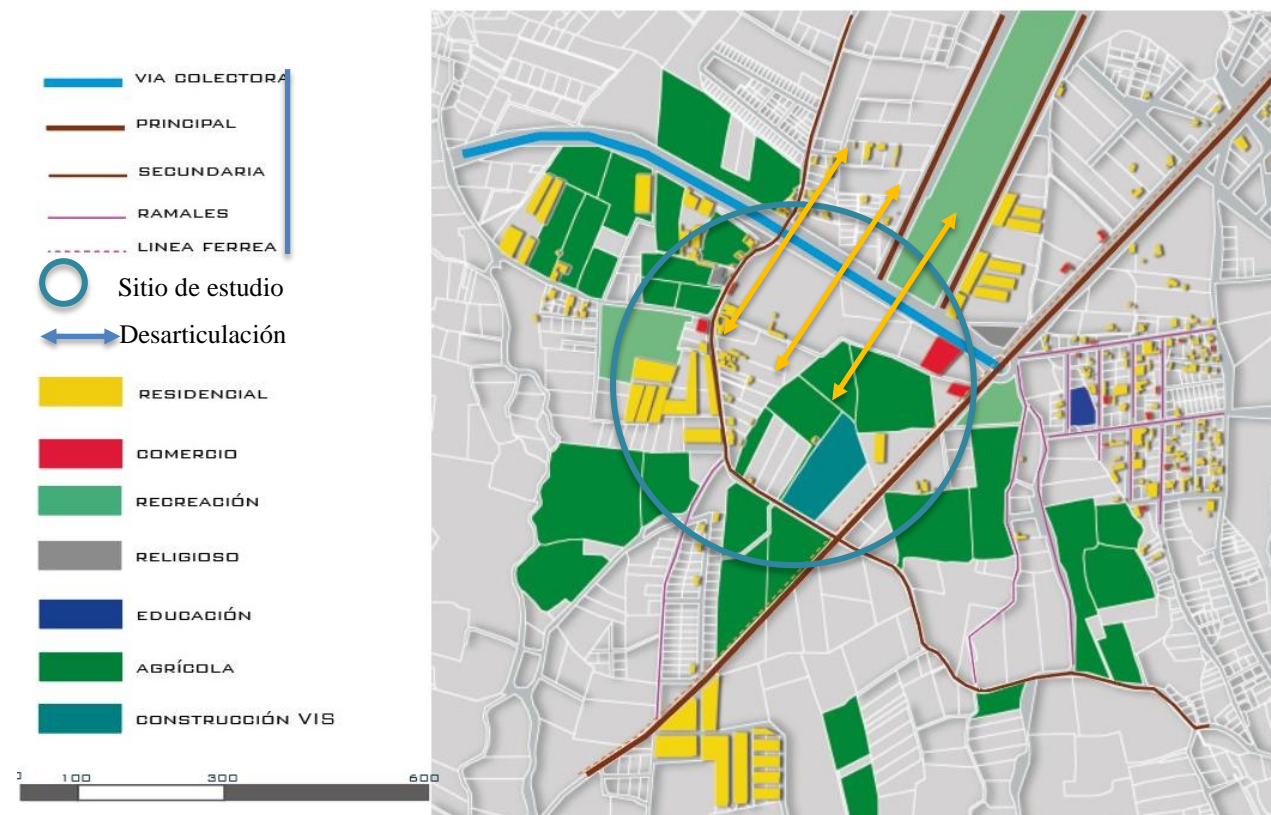 VIA COLECTORA
PRINCIPAL
SECUNDARIA
RAMALES
LINEA FERREA
Sitio de estudio
Desarticulación
RESIDENCIAL
COMERCIO
RECREACIÓN
RELIGIOSO
EDUCACIÓN
AGRÍCOLA
CONSTRUCCIÓN VIS
0 100 300 600